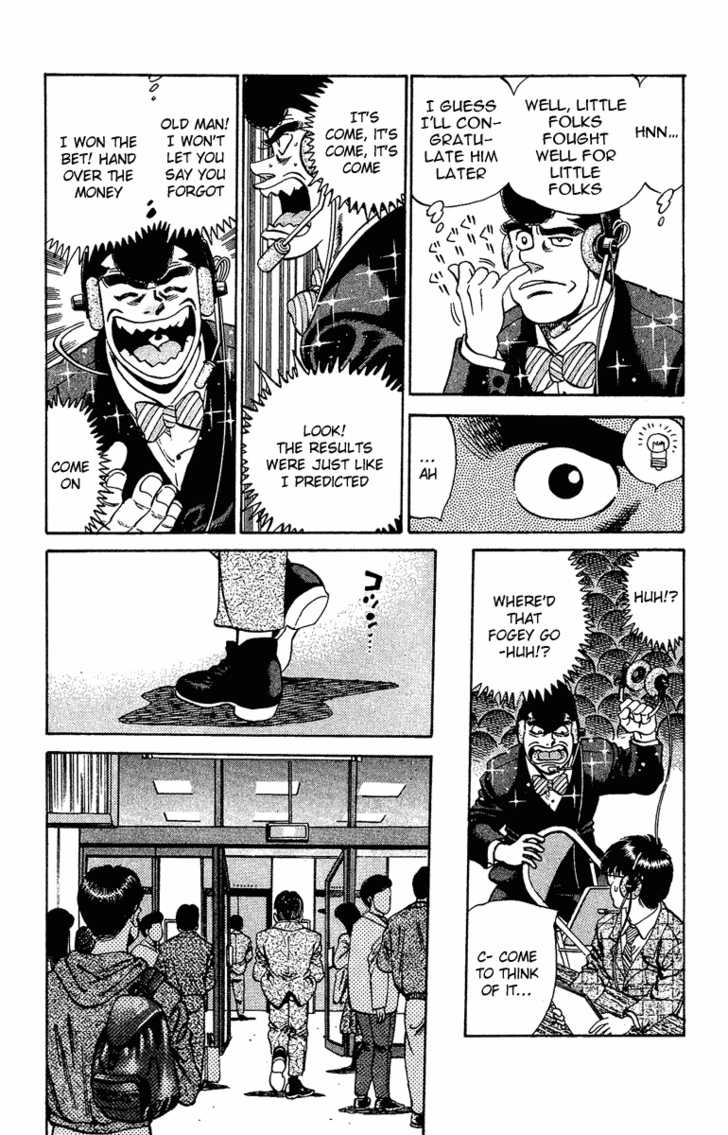 HNN...
WELL, LITTLE
FOLKS
FOUGHT
WELL FOR
LITTLE
FOLKS
I GUESS
I'LL CON-
GRATU-
LATE HIM
LATER
...
AH
IT'S
COME, IT'S
COME, IT'S
COME
LOOK!
THE RESULTS
WERE JUST LIKE
I PREDICTED
OLD MAN!
I WON'T
LET YOU
SAY YOU
FORGOT
I WON THE
BET! HAND
OVER THE
MONEY
COME
ON
HUH!?
WHERE'D
THAT
FOGEY GO
-HUH!?
C- COME
TO THINK
OF IT...
コツ...